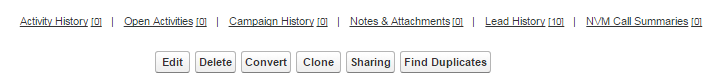 Activity History [0] | Open Activities [0] | Campaign History [0] | Notes & Attachments [0] | Lead History [10] | NVM Call Summaries [0]
Edit Delete Convert Clone Sharing Find Duplicates